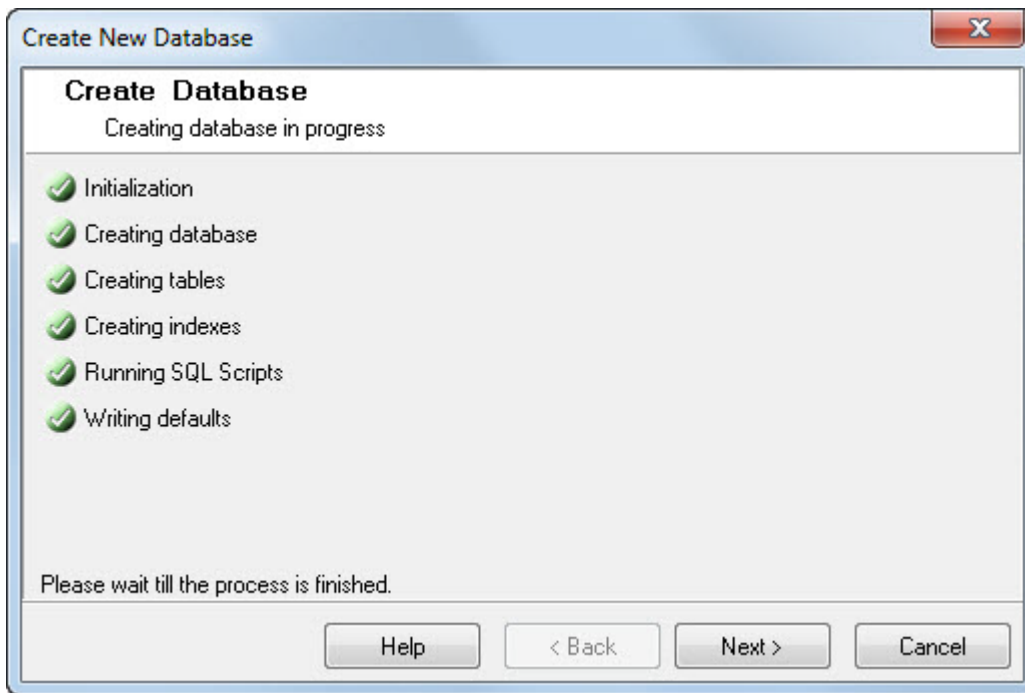 Create New Database
Create Database
Creating database in progress
Initialization
Creating database
Creating tables
Creating indexes
Running SQL Scripts
Writing defaults
Please wait till the process is finished.
Help < Back Next > Cancel